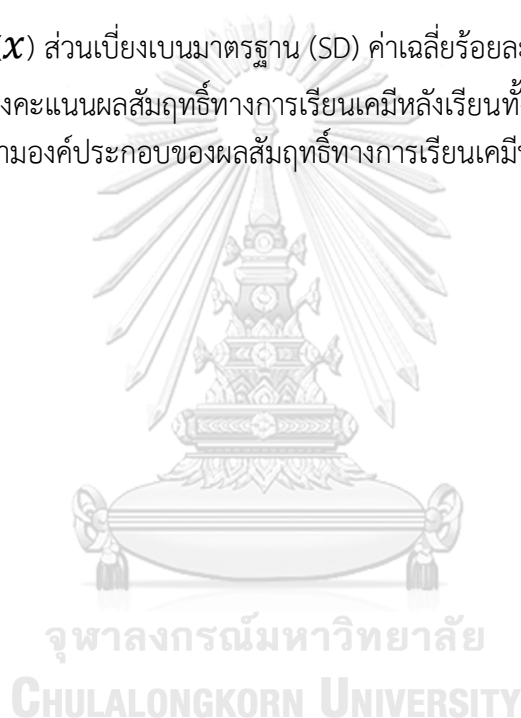 (𝒙) ส่วนเบี่ยงเบนมาตรฐาน (SD) ค่าเฉลี่ยร้อยละ
งคะแนนผลสัมฤทธิ์ทางการเรียนเคมีหลังเรียนทั้
ามองค์ประกอบของผลสัมฤทธิ์ทางการเรียนเคมี
จุฬาลงกรณ์มหาวิทยาลัย
CHULALONGKORN UNIVERSITY